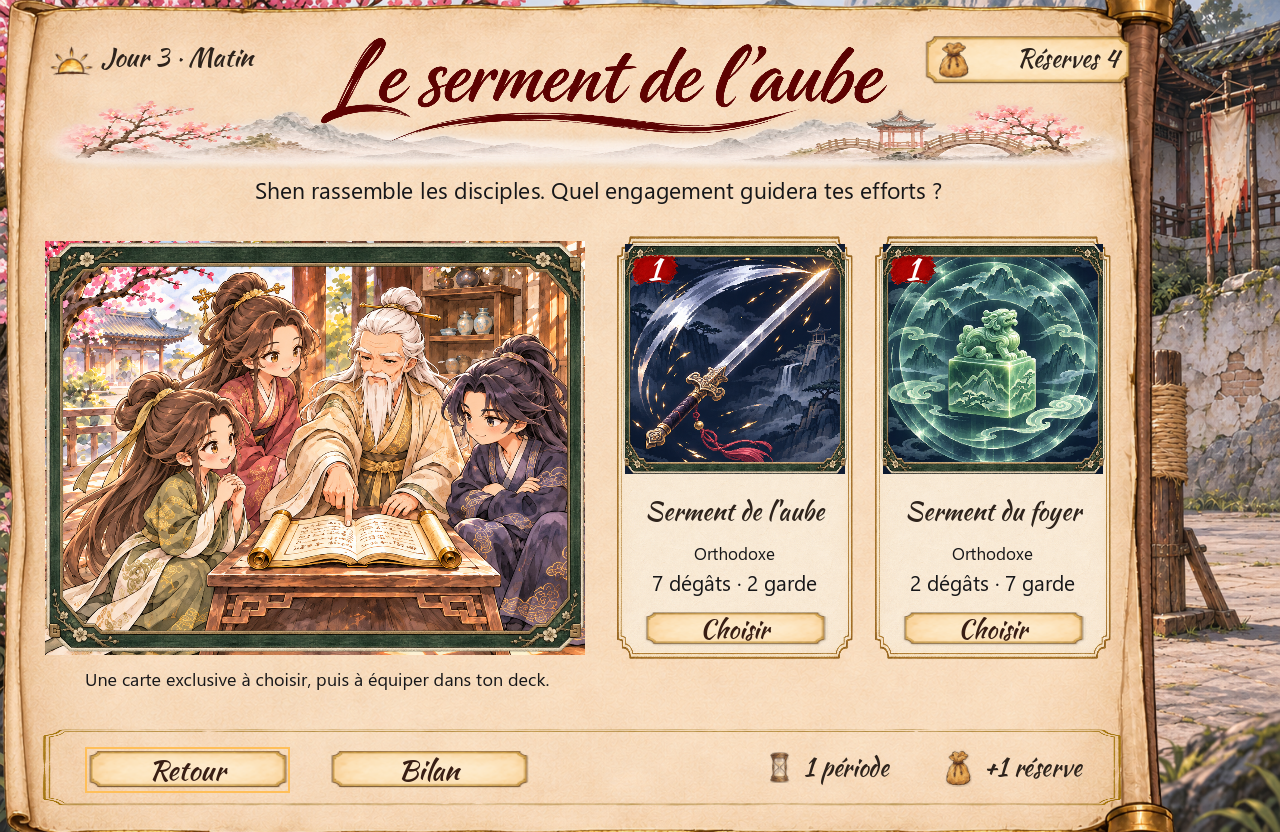 Jour 3 · Matin
Le serment de l'aube
Réserves 4
Shen rassemble les disciples. Quel engagement guidera tes efforts ?
1
1
Serment de l'aube
Serment du foyer
Orthodoxe
Orthodoxe
7 dégâts · 2 garde
2 dégâts · 7 garde
Choisir
Choisir
Une carte exclusive à choisir, puis à équiper dans ton deck.
Retour
Bilan
1 période
+1 réserve